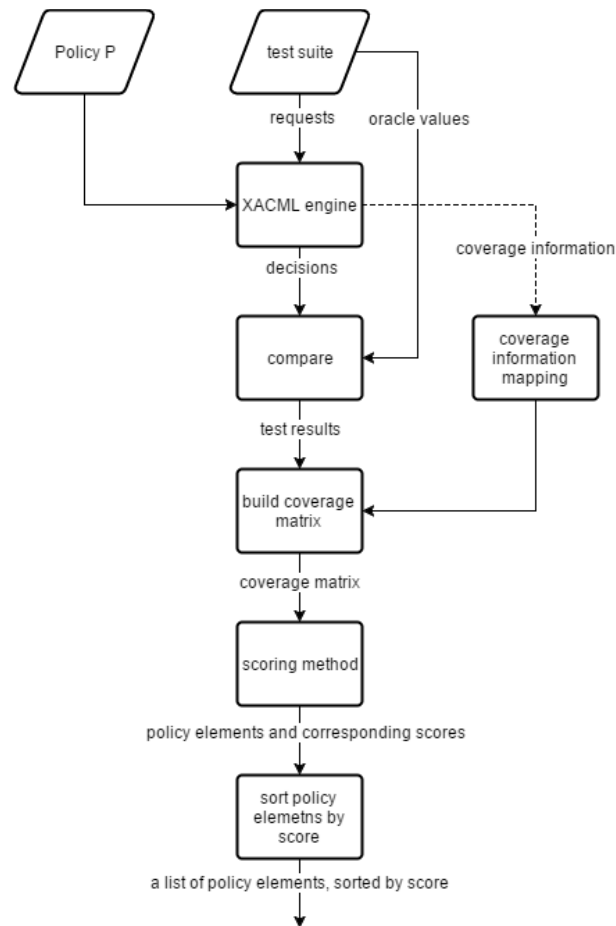 Policy P
test suite
requests
oracle values
XACML engine
coverage information
decisions
compare
coverage
information
mapping
test results
build coverage
matrix
coverage matrix
scoring method
policy elements and corresponding scores
sort policy
elemetns by
score
a list of policy elements, sorted by score